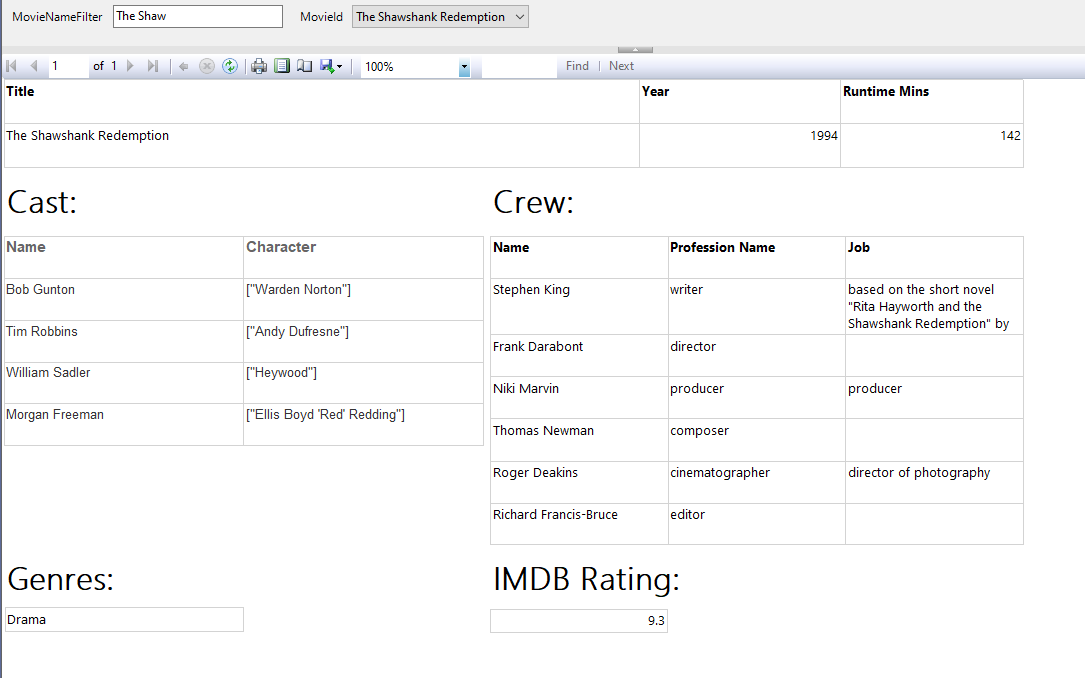 MovieNameFilter The Shaw MovieId The Shawshank Redemption
1 of 1 100% Find | Next
Title Year Runtime Mins
The Shawshank Redemption 1994 142
Cast: Crew:
Name Character
Bob Gunton ["Warden Norton"]
Tim Robbins ["Andy Dufresne"]
William Sadler ["Heywood"]
Morgan Freeman ["Ellis Boyd 'Red' Redding"]
Name Profession Name Job
Stephen King writer based on the short novel
"Rita Hayworth and the
Shawshank Redemption" by
Frank Darabont director
Niki Marvin producer producer
Thomas Newman composer
Roger Deakins cinematographer director of photography
Richard Francis-Bruce editor
Genres: IMDB Rating:
Drama 9.3